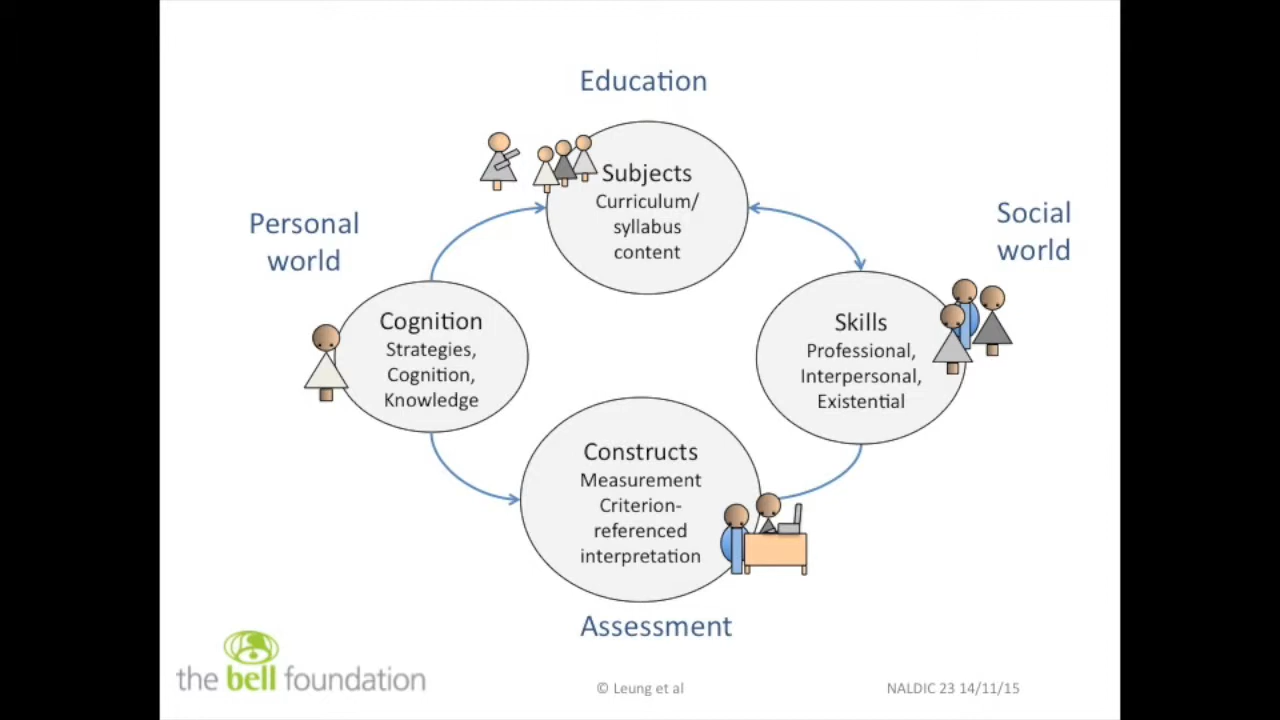 Education
Subjects
Curriculum/
syllabus
content
Personal
world
Social
world
Cognition
Strategies,
Cognition,
Knowledge
Skills
Professional,
Interpersonal,
Existential
Constructs
Measurement
Criterion-
referenced
interpretation
Assessment
the bell foundation
© Leung et al
NALDIC 23 14/11/15